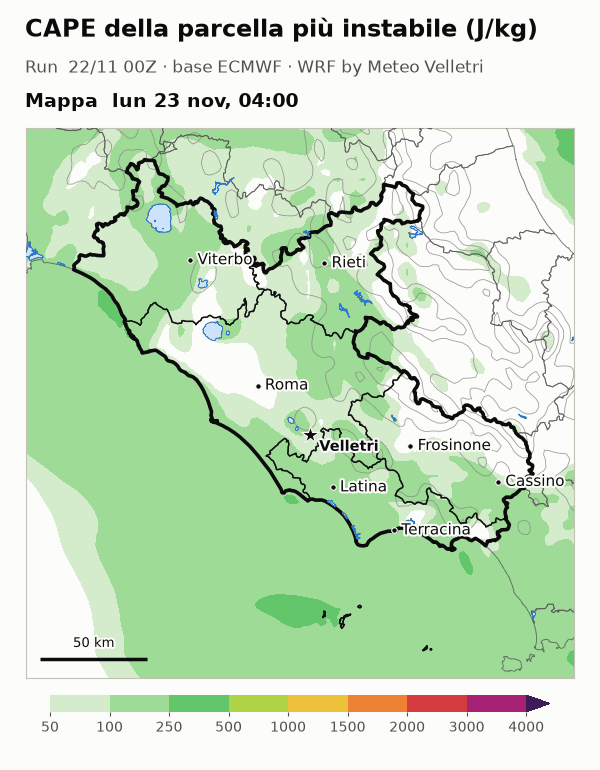 CAPE della parcella più instabile (J/kg)
Run  22/11 00Z · base ECMWF · WRF by Meteo Velletri
Mappa  lun 23 nov, 04:00
Viterbo
Rieti
Roma
Velletri
Frosinone
Latina
Cassino
Terracina
50 km
50 100 250 500 1000 1500 2000 3000 4000